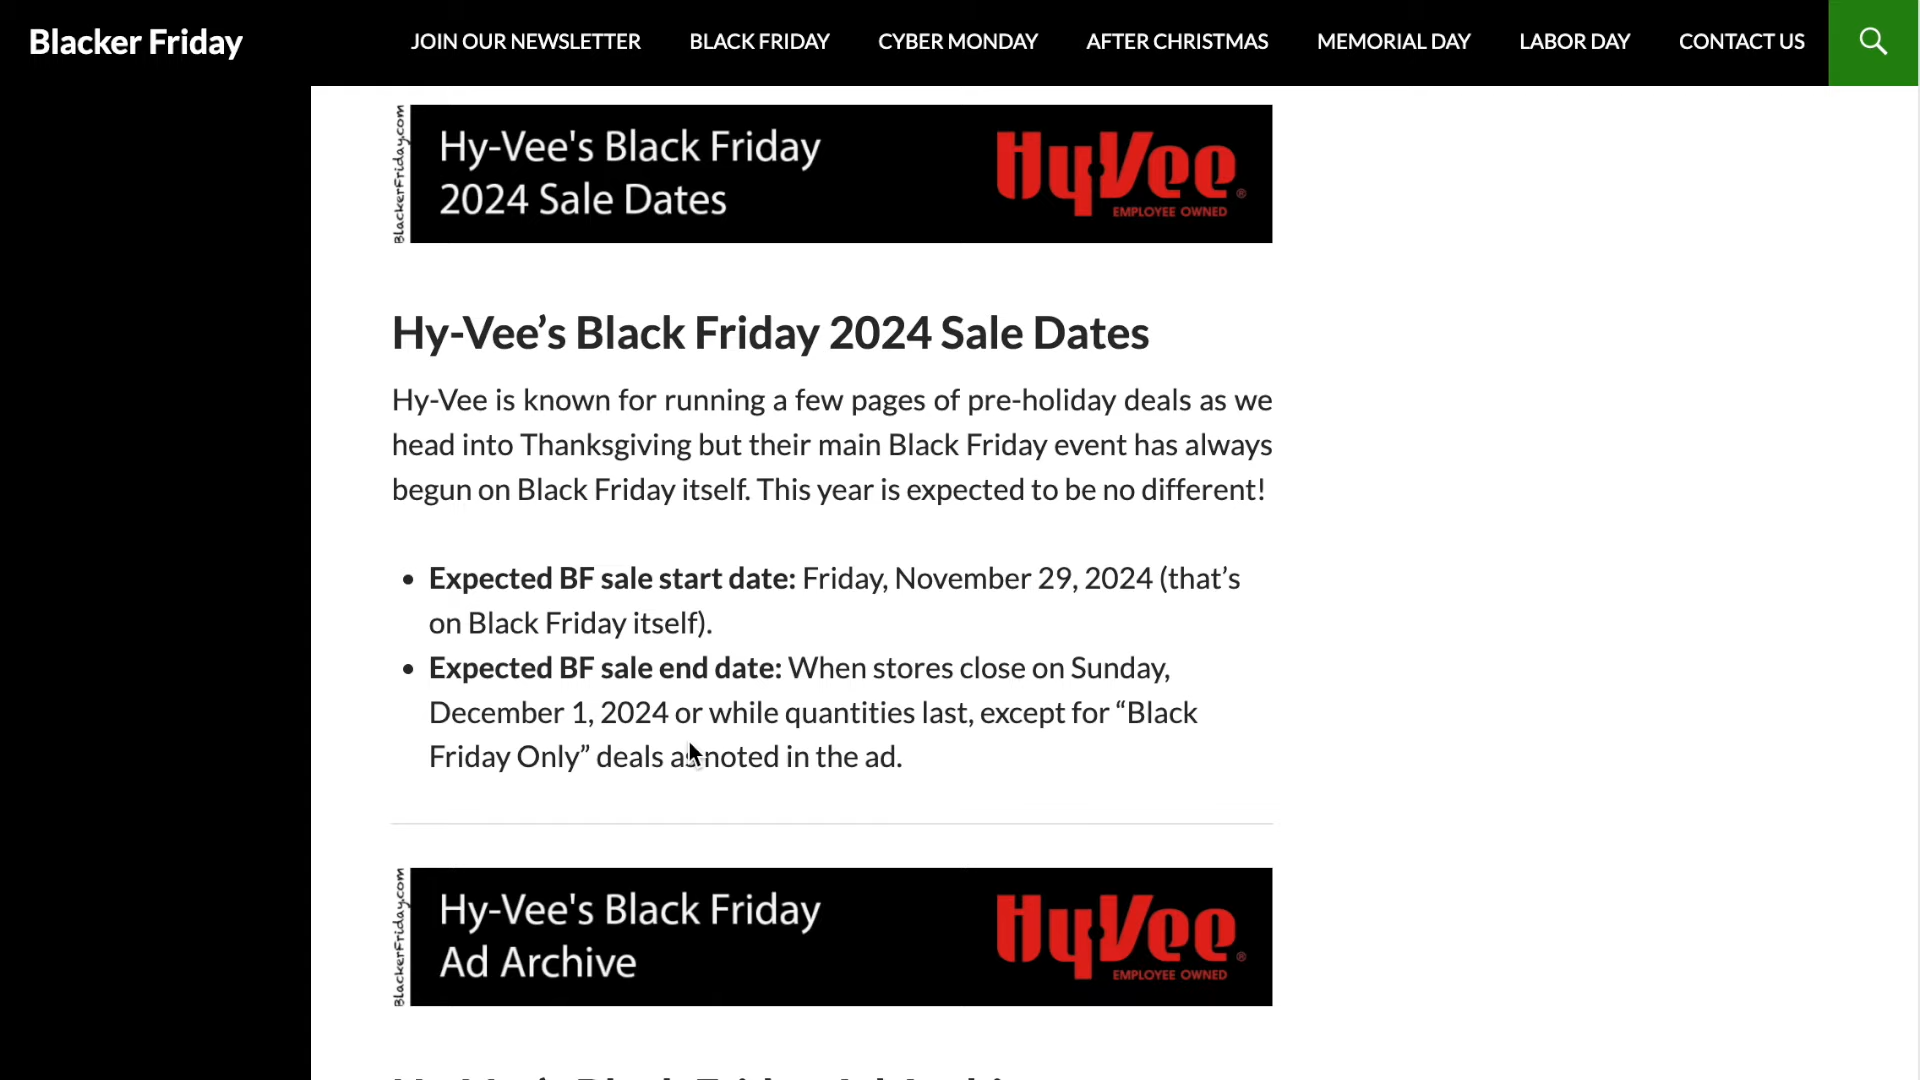 Blacker Friday
JOIN OUR NEWSLETTER
BLACK FRIDAY
CYBER MONDAY
AFTER CHRISTMAS
MEMORIAL DAY
LABOR DAY
CONTACT US
BlackerFriday.com
Hy-Vee's Black Friday
2024 Sale Dates
HyVee®
EMPLOYEE OWNED
Hy-Vee’s Black Friday 2024 Sale Dates
Hy-Vee is known for running a few pages of pre-holiday deals as we
head into Thanksgiving but their main Black Friday event has always
begun on Black Friday itself. This year is expected to be no different!
• Expected BF sale start date: Friday, November 29, 2024 (that’s
on Black Friday itself).
• Expected BF sale end date: When stores close on Sunday,
December 1, 2024 or while quantities last, except for “Black
Friday Only” deals as noted in the ad.
BlackerFriday.com
Hy-Vee's Black Friday
Ad Archive
HyVee®
EMPLOYEE OWNED